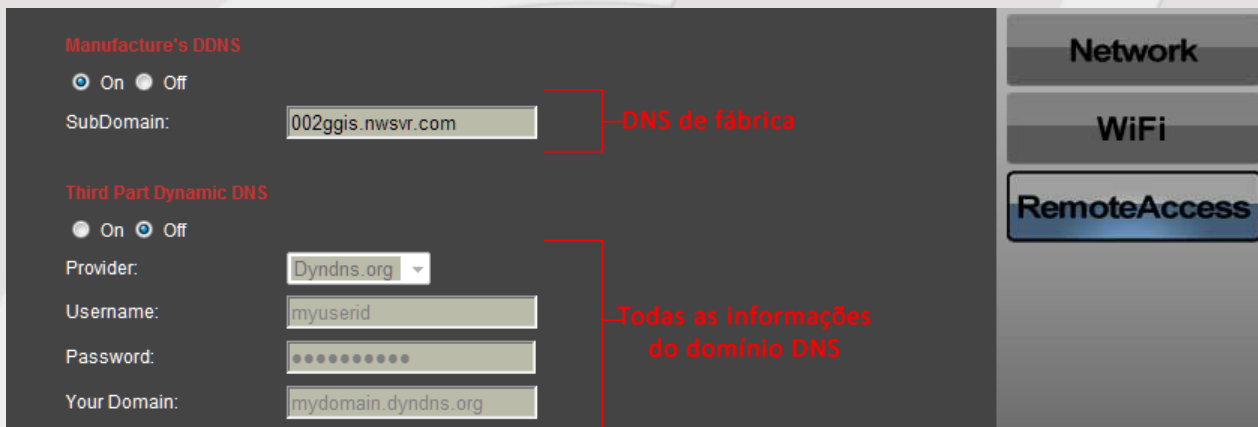 Manufacture's DDNS
On Off
SubDomain: 002ggis.nwsvr.com
DNS de fábrica
Third Part Dynamic DNS
On Off
Provider: Dyndns.org
Username: myuserid
Password: ●●●●●●●●●●
Your Domain: mydomain.dyndns.org
Todas as informações
do domínio DNS
Network
WiFi
RemoteAccess